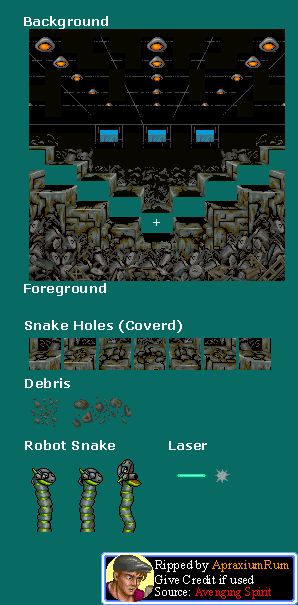 Background
Foreground
Snake Holes (Coverd)
Debris
Robot Snake
Laser
Ripped by ApraxiumRum
Give Credit if used
Source: Avenging Spirit